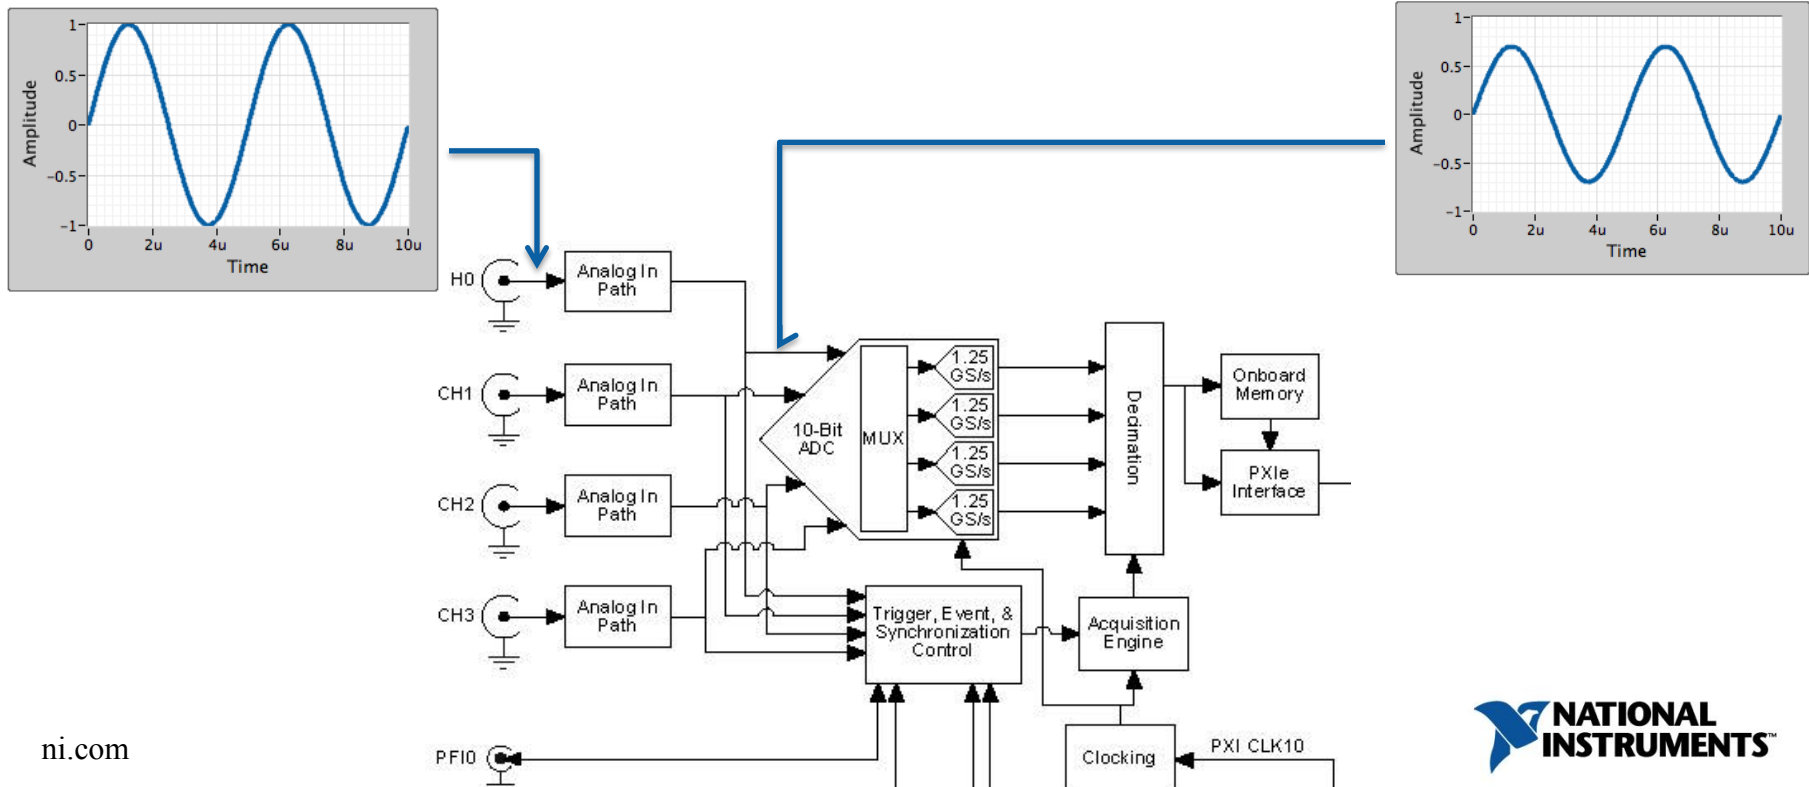 1
0.5
0
-0.5
-1
Amplitude
0 2u 4u 6u 8u 10u
Time
1
0.5
0
-0.5
-1
Amplitude
0 2u 4u 6u 8u 10u
Time
H0
Analog In
Path
CH1
Analog In
Path
CH2
Analog In
Path
CH3
Analog In
Path
10-Bit
ADC
MUX
1.25
GS/s
1.25
GS/s
1.25
GS/s
1.25
GS/s
Decimation
Onboard
Memory
PXIe
Interface
Trigger, Event, &
Synchronization
Control
Acquisition
Engine
PFI0
Clocking
PXI CLK10
ni.com
NATIONAL
INSTRUMENTS™